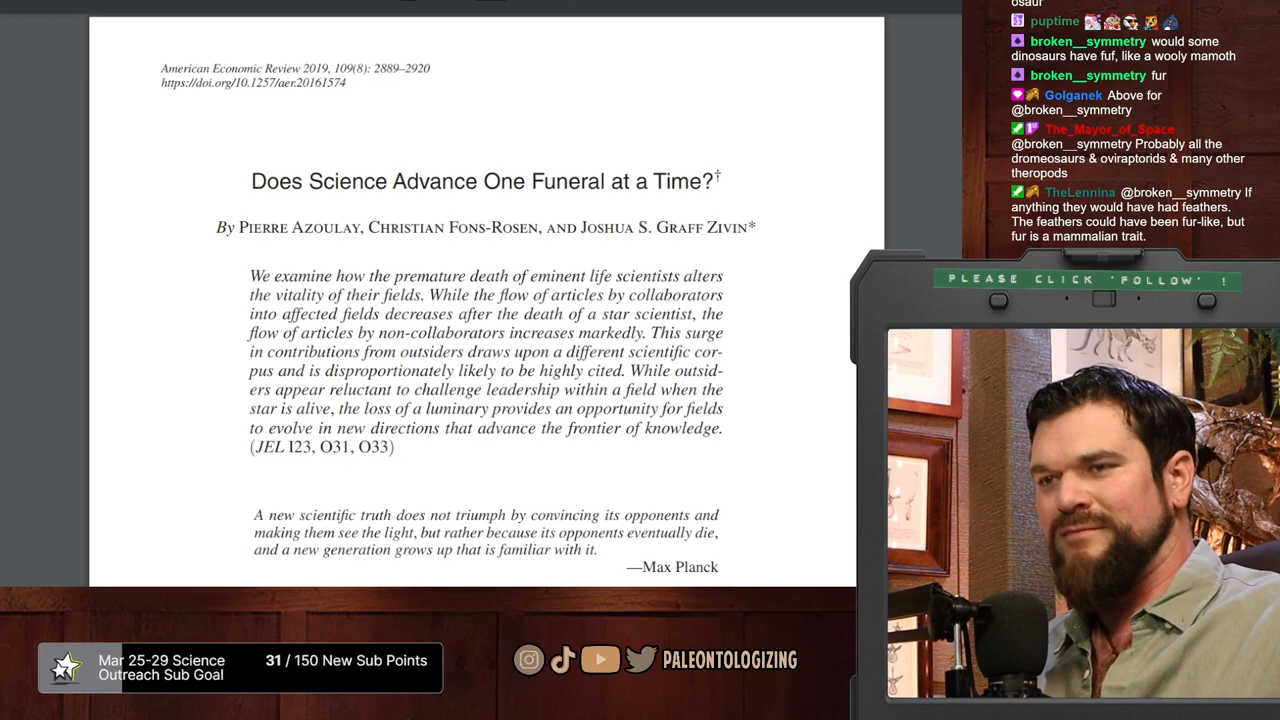 American Economic Review 2019, 109(8): 2889–2920
https://doi.org/10.1257/aer.20161574
Does Science Advance One Funeral at a Time?†
By PIERRE AZOULAY, CHRISTIAN FONS-ROSEN, AND JOSHUA S. GRAFF ZIVIN*
We examine how the premature death of eminent life scientists alters
the vitality of their fields. While the flow of articles by collaborators
into affected fields decreases after the death of a star scientist, the
flow of articles by non-collaborators increases markedly. This surge
in contributions from outsiders draws upon a different scientific cor-
pus and is disproportionately likely to be highly cited. While outsid-
ers appear reluctant to challenge leadership within a field when the
star is alive, the loss of a luminary provides an opportunity for fields
to evolve in new directions that advance the frontier of knowledge.
(JEL I23, O31, O33)
A new scientific truth does not triumph by convincing its opponents and
making them see the light, but rather because its opponents eventually die,
and a new generation grows up that is familiar with it.
—Max Planck
osaur
puptime
broken__symmetry would some
dinosaurs have fuf, like a wooly mamoth
broken__symmetry fur
Golganek Above for
@broken__symmetry
The_Mayor_of_Space
@broken__symmetry Probably all the
dromeosaurs & oviraptorids & many other
theropods
TheLennina @broken__symmetry If
anything they would have had feathers.
The feathers could have been fur-like, but
fur is a mammalian trait.
PLEASE CLICK 'FOLLOW' !
Mar 25-29 Science
Outreach Sub Goal
31 / 150 New Sub Points
PALEONTOLOGIZING